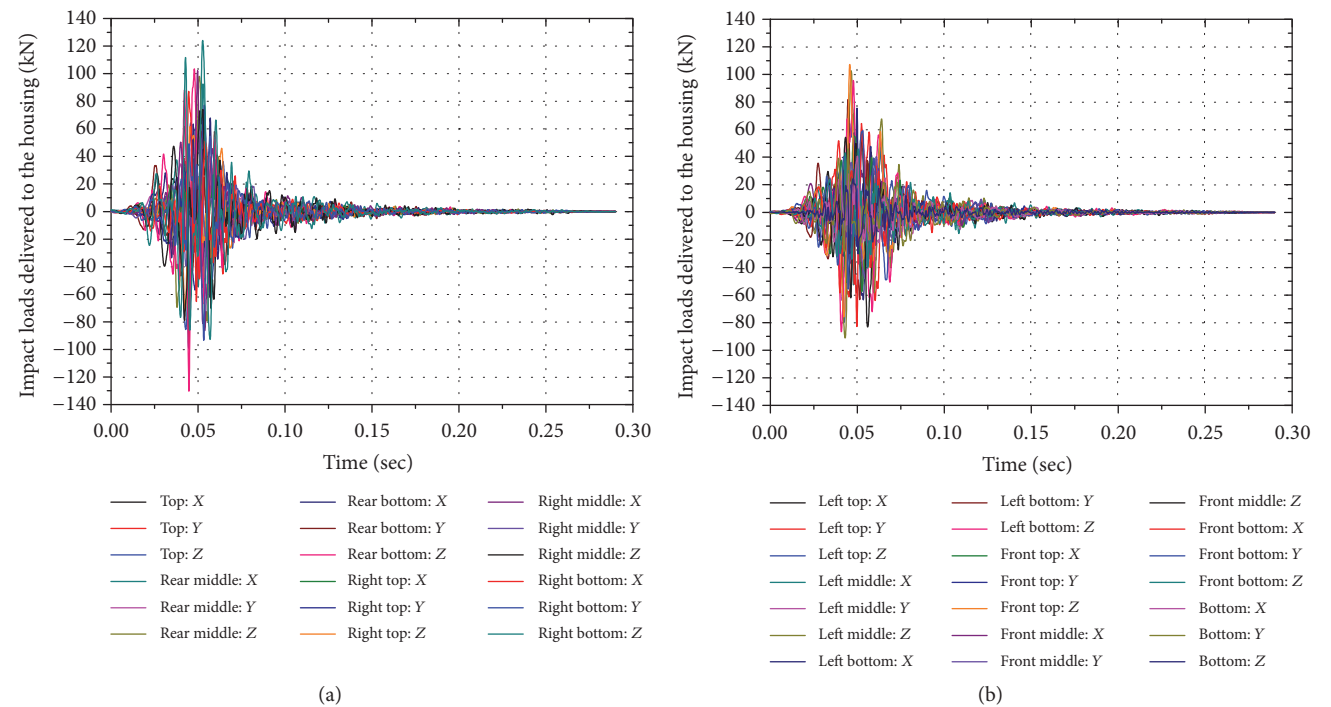 Impact loads delivered to the housing (kN)
140
120
100
80
60
40
20
0
−20
−40
−60
−80
−100
−120
−140
0.00 0.05 0.10 0.15 0.20 0.25 0.30
Time (sec)
Top: X
Top: Y
Top: Z
Rear middle: X
Rear middle: Y
Rear middle: Z
Rear bottom: X
Rear bottom: Y
Rear bottom: Z
Right top: X
Right top: Y
Right top: Z
Right middle: X
Right middle: Y
Right middle: Z
Right bottom: X
Right bottom: Y
Right bottom: Z
(a)
Impact loads delivered to the housing (kN)
140
120
100
80
60
40
20
0
−20
−40
−60
−80
−100
−120
−140
0.00 0.05 0.10 0.15 0.20 0.25 0.30
Time (sec)
Left top: X
Left top: Y
Left top: Z
Left middle: X
Left middle: Y
Left middle: Z
Left bottom: X
Left bottom: Y
Left bottom: Z
Front top: X
Front top: Y
Front top: Z
Front middle: X
Front middle: Y
Front middle: Z
Front bottom: X
Front bottom: Y
Front bottom: Z
Bottom: X
Bottom: Y
Bottom: Z
(b)